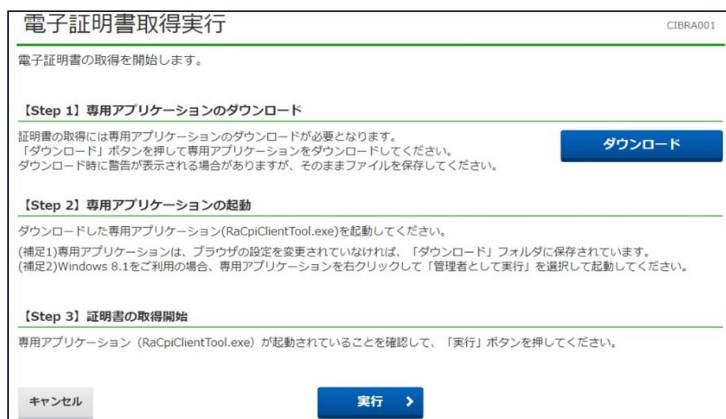 電子証明書取得実行
CIBRA001
電子証明書の取得を開始します。
【Step 1】専用アプリケーションのダウンロード
証明書の取得には専用アプリケーションのダウンロードが必要となります。
「ダウンロード」ボタンを押して専用アプリケーションをダウンロードしてください。
ダウンロード時に警告が表示される場合がありますが、そのままファイルを保存してください。
ダウンロード
【Step 2】専用アプリケーションの起動
ダウンロードした専用アプリケーション(RaCpiClientTool.exe)を起動してください。
(補足1)専用アプリケーションは、ブラウザの設定を変更されていなければ、「ダウンロード」フォルダに保存されています。
(補足2)Windows 8.1をご利用の場合、専用アプリケーションを右クリックして「管理者として実行」を選択して起動してください。
【Step 3】証明書の取得開始
専用アプリケーション（RaCpiClientTool.exe）が起動されていることを確認して、「実行」ボタンを押してください。
キャンセル
実行